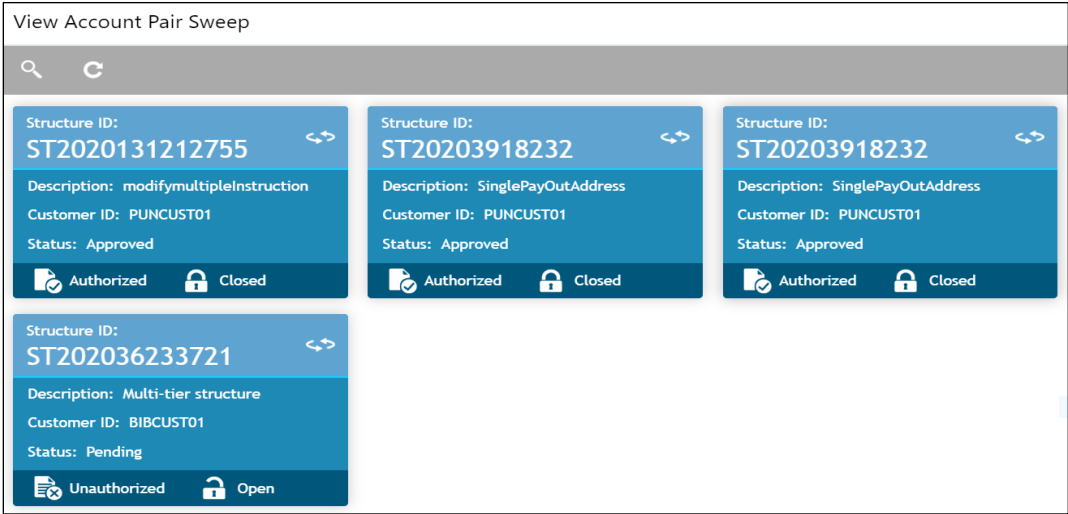 View Account Pair Sweep
Structure ID:
ST2020131212755
Description: modifymultipleInstruction
Customer ID: PUNCUST01
Status: Approved
Authorized Closed
Structure ID:
ST20203918232
Description: SinglePayOutAddress
Customer ID: PUNCUST01
Status: Approved
Authorized Closed
Structure ID:
ST20203918232
Description: SinglePayOutAddress
Customer ID: PUNCUST01
Status: Approved
Authorized Closed
Structure ID:
ST202036233721
Description: Multi-tier structure
Customer ID: BIBCUST01
Status: Pending
Unauthorized Open